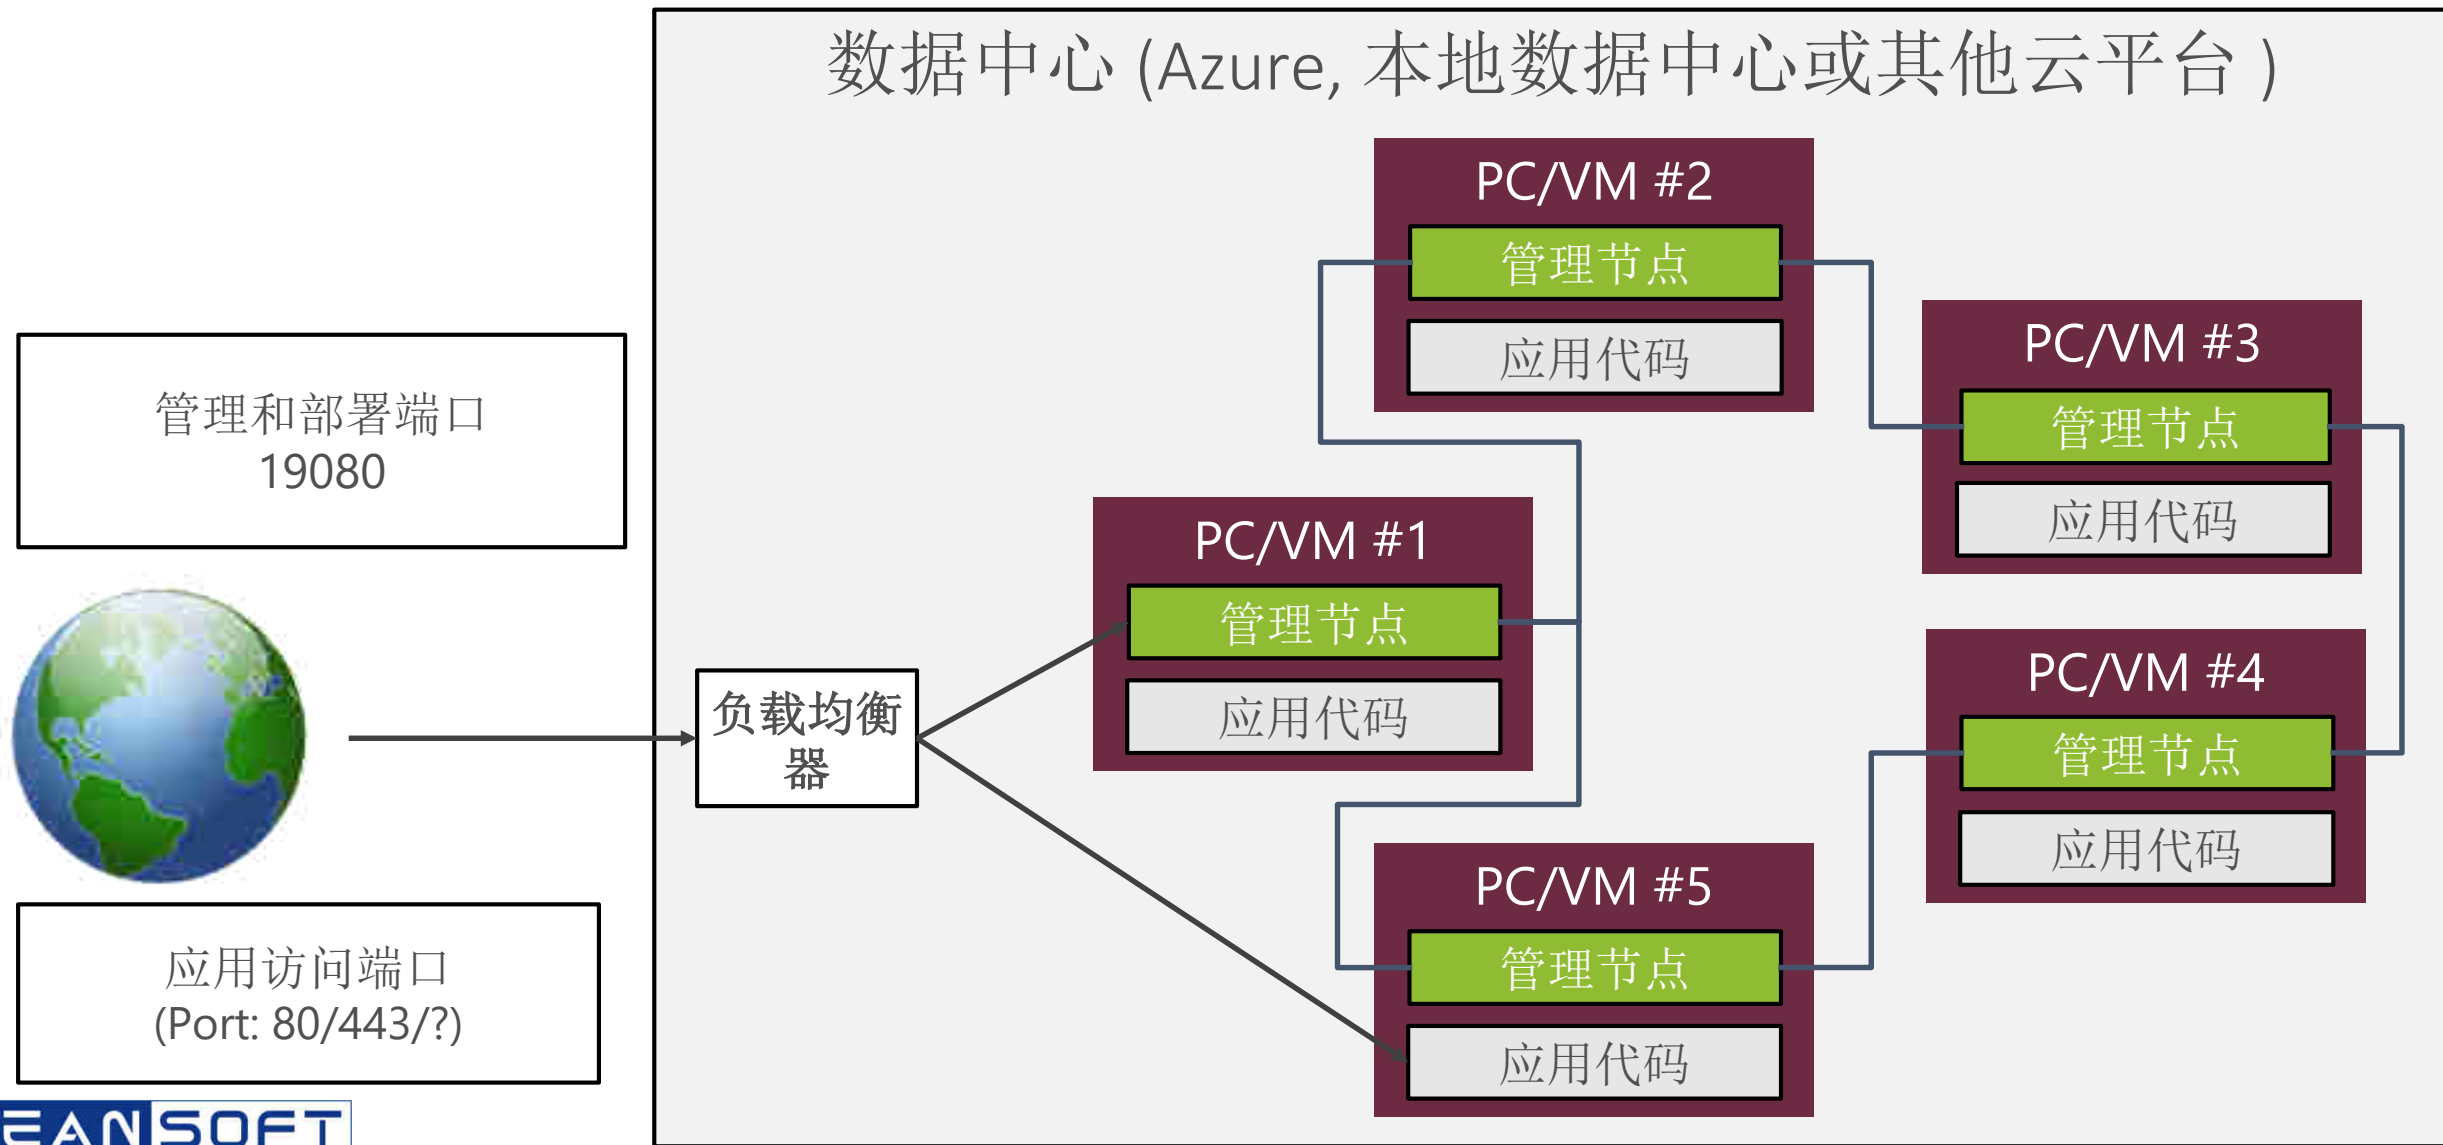 数据中心 (Azure, 本地数据中心或其他云平台 )
管理和部署端口
19080
应用访问端口
(Port: 80/443/?)
负载均衡
器
PC/VM #1
管理节点
应用代码
PC/VM #2
管理节点
应用代码
PC/VM #3
管理节点
应用代码
PC/VM #4
管理节点
应用代码
PC/VM #5
管理节点
应用代码
EANSOFT